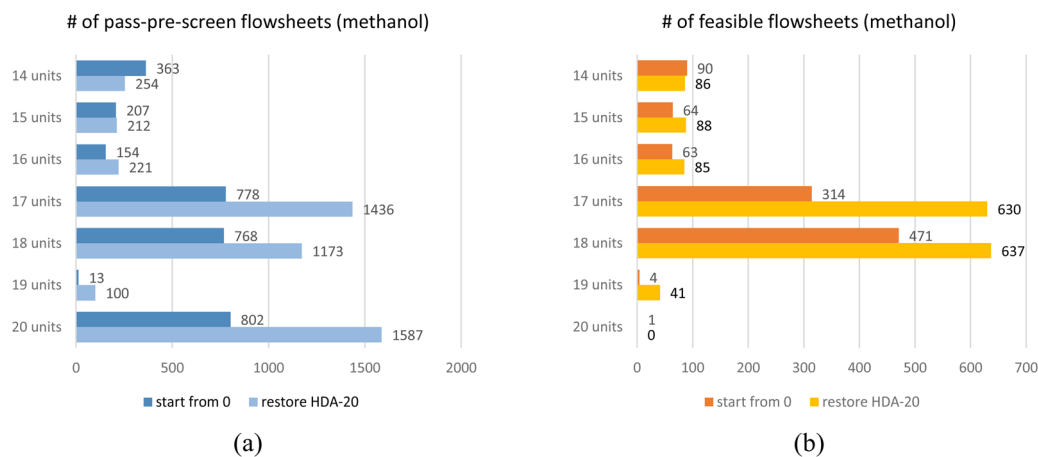 # of pass-pre-screen flowsheets (methanol)
14 units
363
254
15 units
207
212
16 units
154
221
17 units
778
1436
18 units
768
1173
19 units
13
100
20 units
802
1587
0 500 1000 1500 2000
start from 0 restore HDA-20
(a)
# of feasible flowsheets (methanol)
14 units
90
86
15 units
64
88
16 units
63
85
17 units
314
630
18 units
471
637
19 units
4
41
20 units
1
0
0 100 200 300 400 500 600 700
start from 0 restore HDA-20
(b)